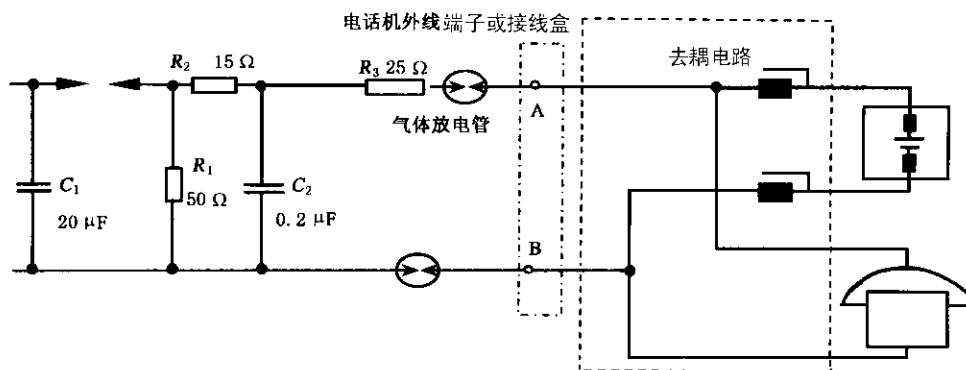 电话机外线端子或接线盒
去耦电路
R₂ 15 Ω
R₃ 25 Ω
A
气体放电管
R₁
50 Ω
C₁
20 μF
C₂
0.2 μF
B